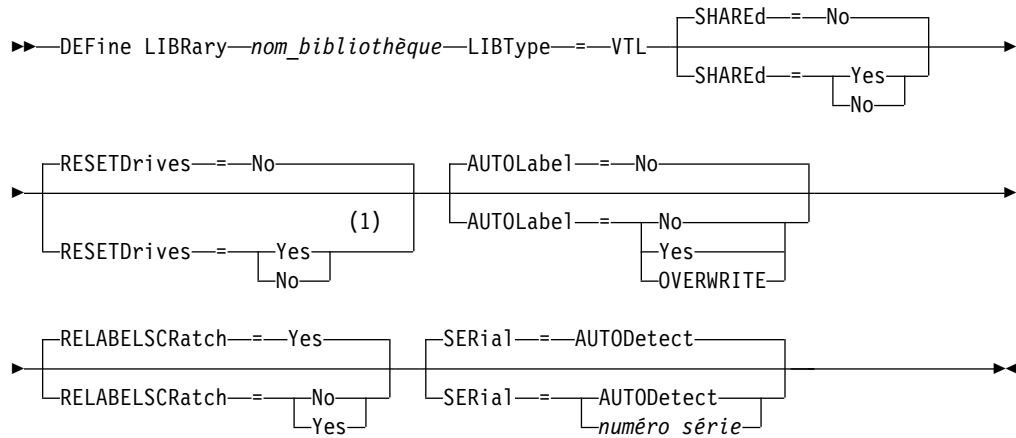 SHAREd = No
DEFine LIBRary nom_bibliothèque LIBType = VTL
SHAREd = Yes
No
RESETDrives = No
AUTOLabel = No
(1)
RESETDrives = Yes
No
AUTOLabel = No
Yes
OVERWRITE
RELABELSCRatch = Yes
SERial = AUTODetect
RELABELSCRatch = No
Yes
SERial = AUTODetect
numéro série